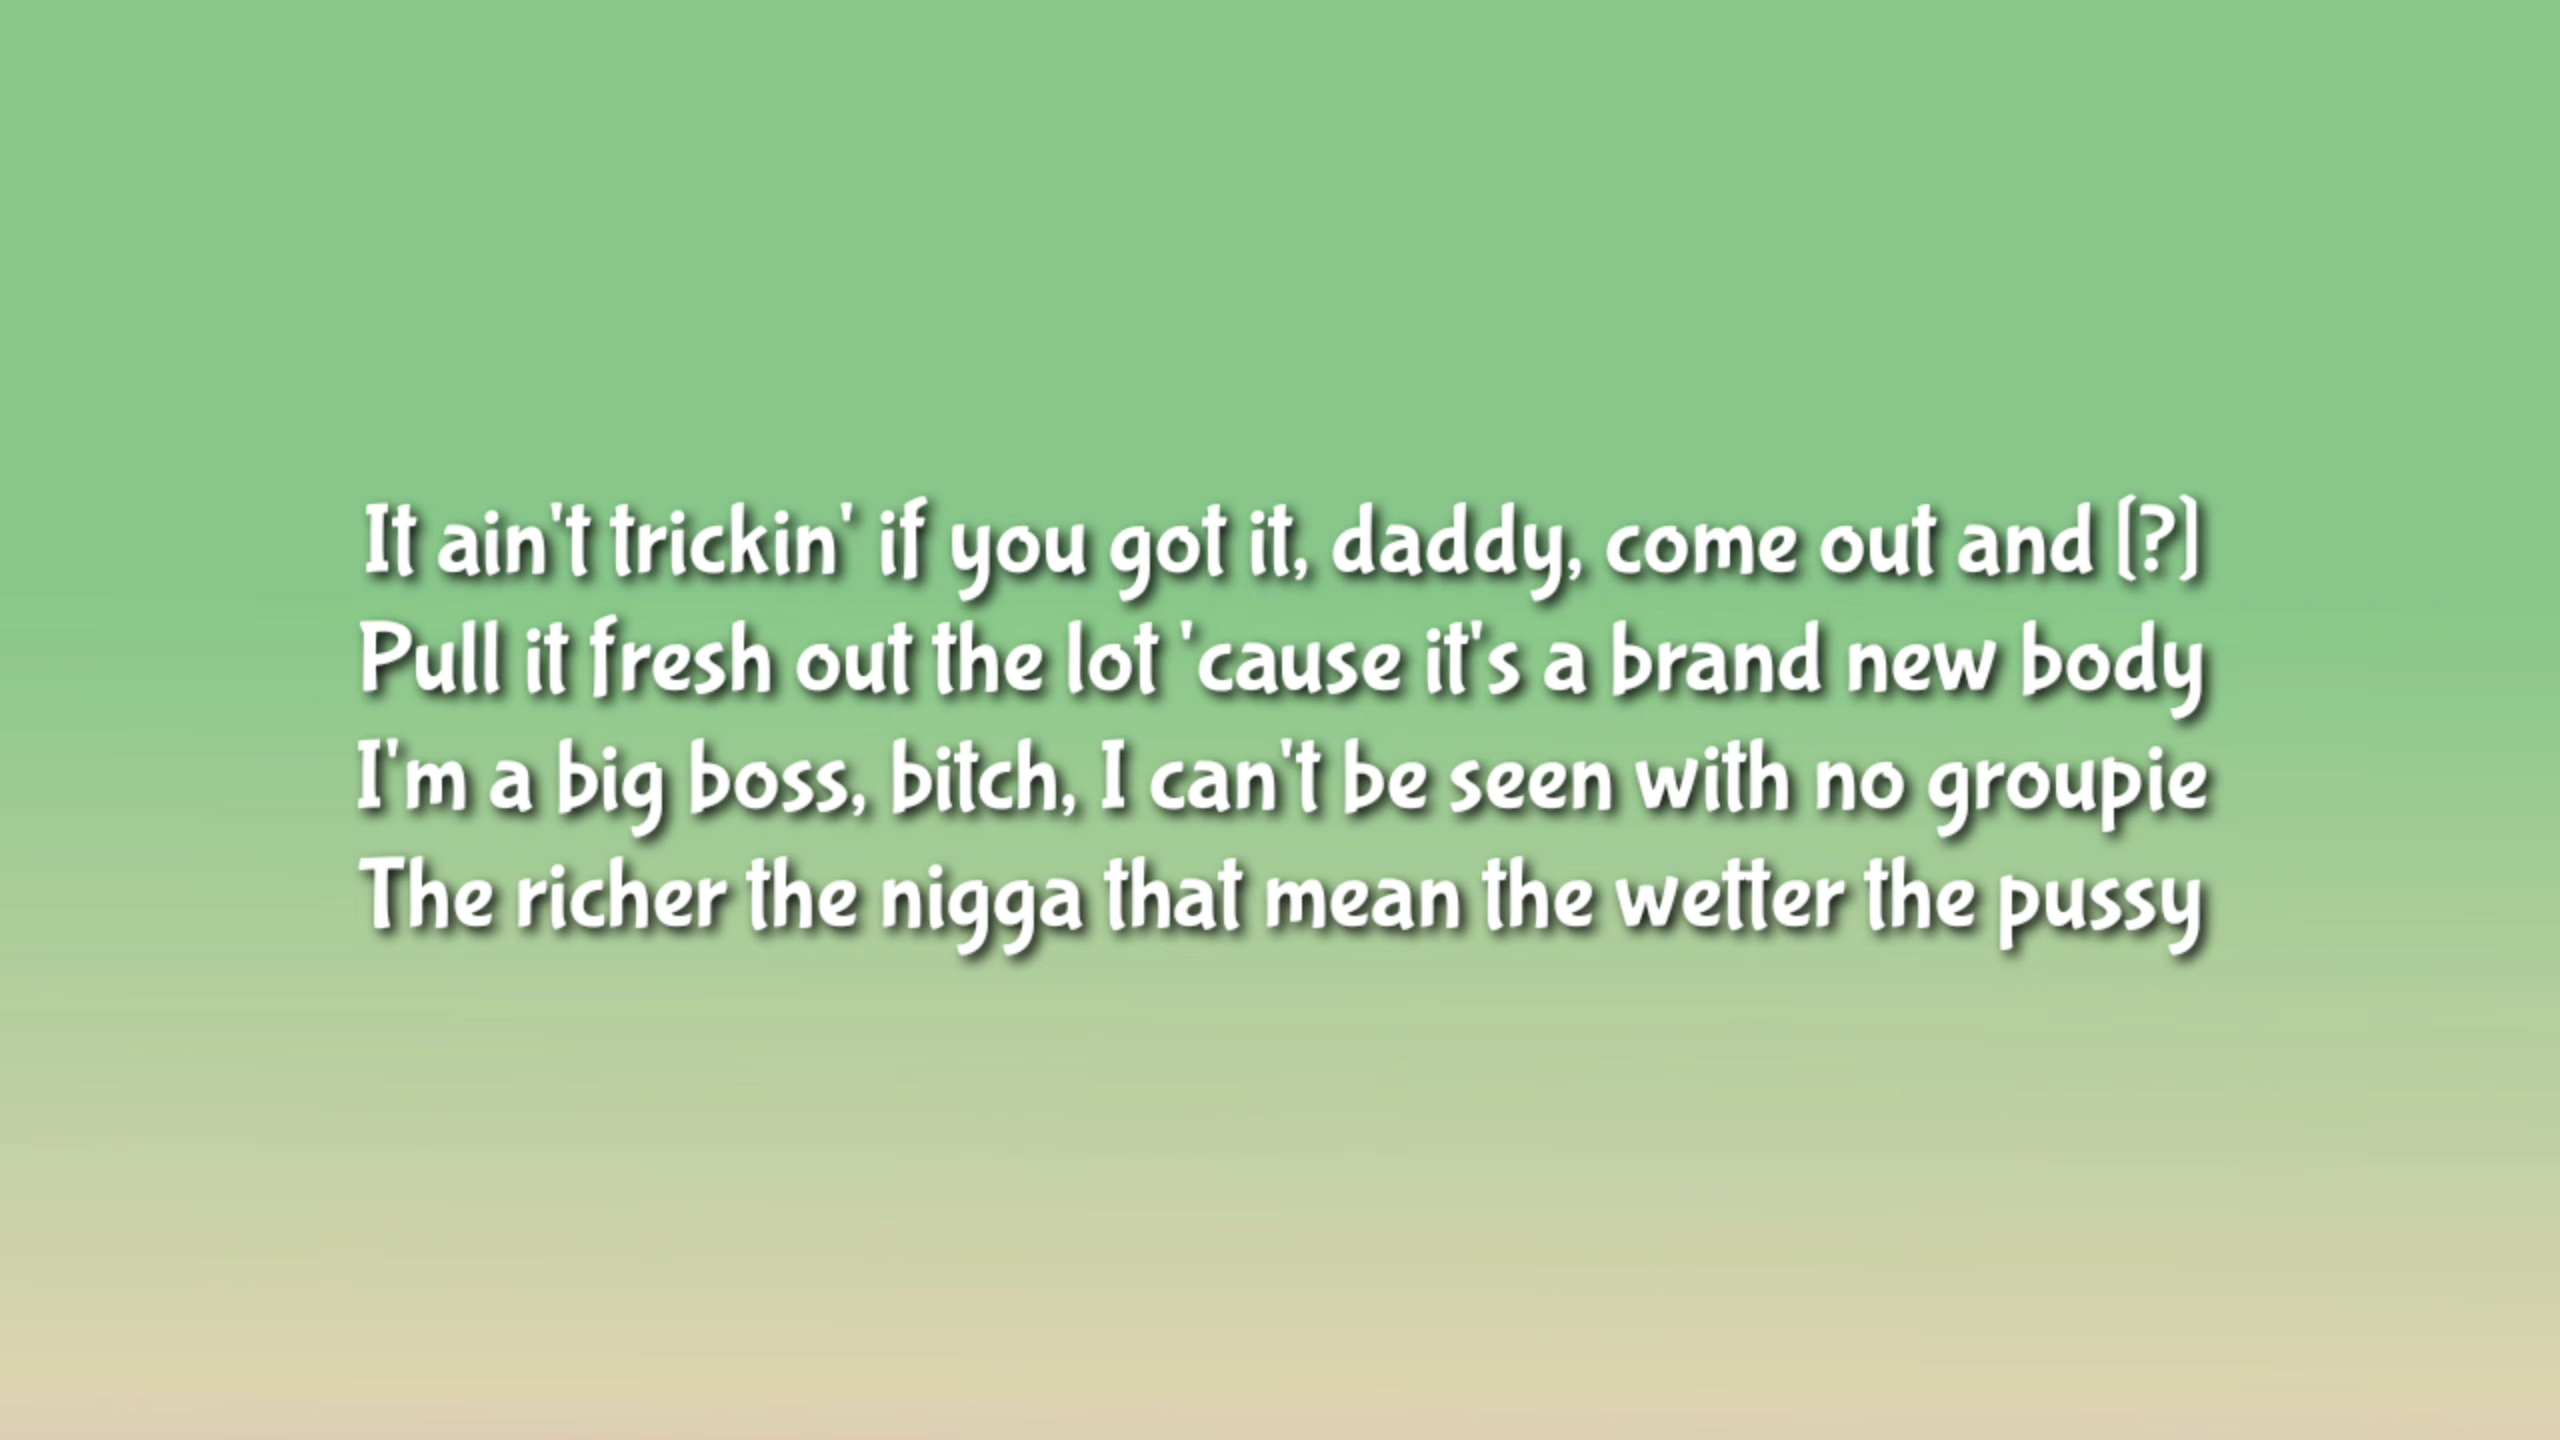 It ain't trickin' if you got it, daddy, come out and (?)
Pull it fresh out the lot 'cause it's a brand new body
I'm a big boss, bitch, I can't be seen with no groupie
The richer the nigga that mean the wetter the pussy